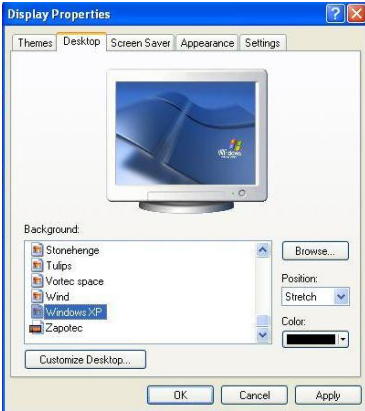 Display Properties
Themes Desktop Screen Saver Appearance Settings
Windows
Background:
Stonehenge
Tulips
Vortec space
Wind
Windows XP
Zapotec
Browse...
Position:
Stretch
Color:
Customize Desktop...
OK Cancel Apply